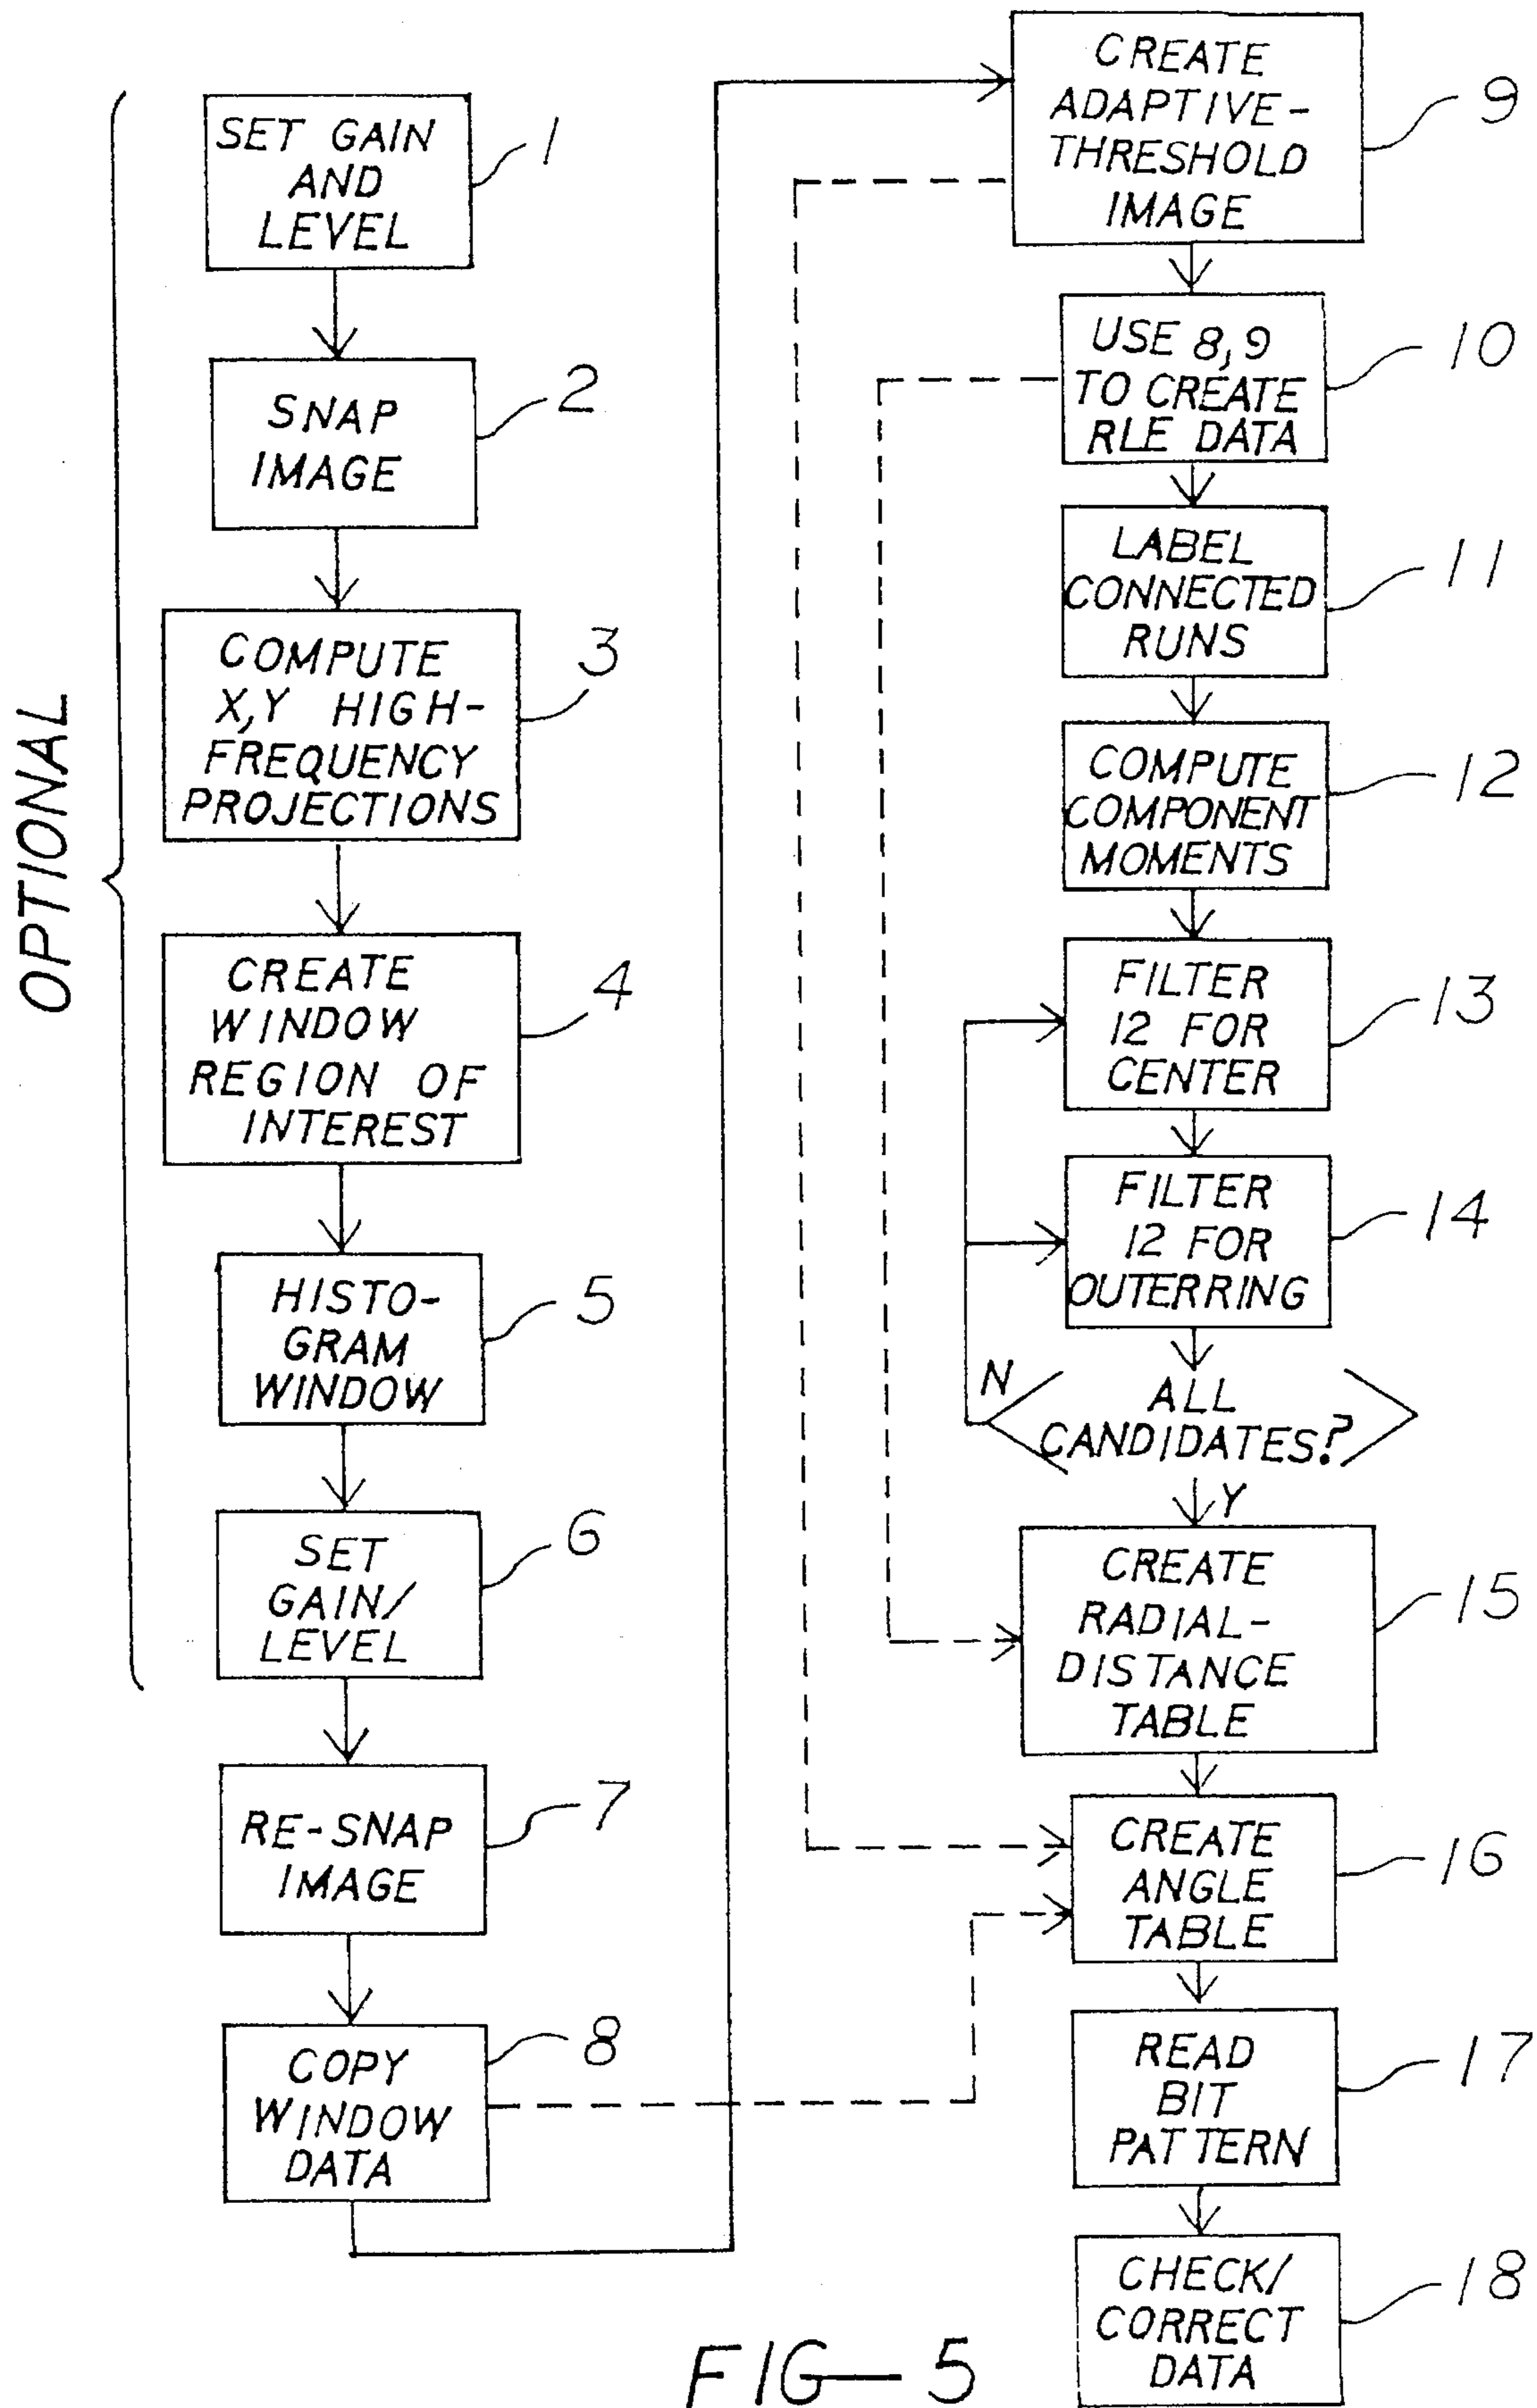 OPTIONAL
SET GAIN
AND
LEVEL
1
SNAP
IMAGE
2
COMPUTE
X,Y HIGH-
FREQUENCY
PROJECTIONS
3
CREATE
WINDOW
REGION OF
INTEREST
4
HISTO-
GRAM
WINDOW
5
SET
GAIN/
LEVEL
6
RE-SNAP
IMAGE
7
COPY
WINDOW
DATA
8
CREATE
ADAPTIVE-
THRESHOLD
IMAGE
9
USE 8,9
TO CREATE
RLE DATA
10
LABEL
CONNECTED
RUNS
11
COMPUTE
COMPONENT
MOMENTS
12
FILTER
12 FOR
CENTER
13
FILTER
12 FOR
OUTERRING
14
N
ALL
CANDIDATES?
Y
CREATE
RADIAL-
DISTANCE
TABLE
15
CREATE
ANGLE
TABLE
16
READ
BIT
PATTERN
17
CHECK/
CORRECT
DATA
18
FIG-5